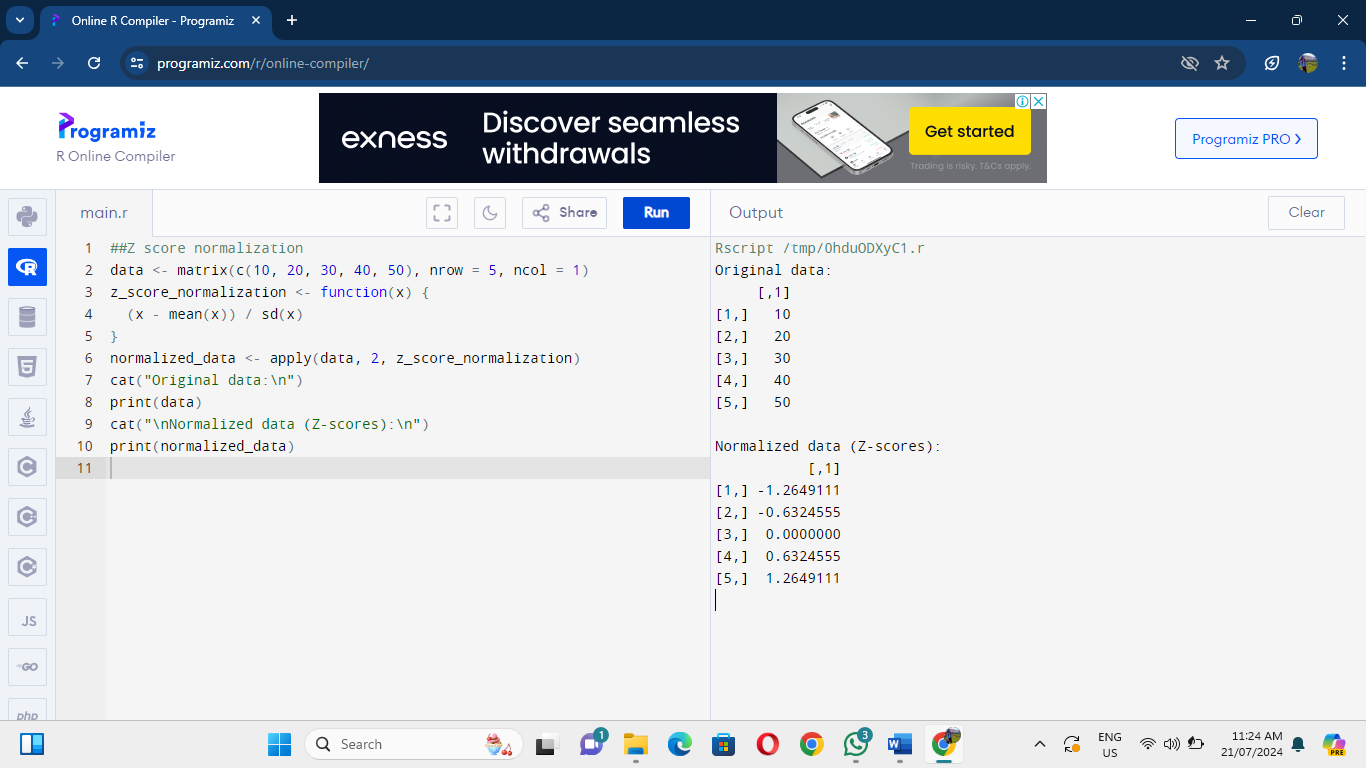 Online R Compiler - Programiz
programiz.com/r/online-compiler/
Programiz
R Online Compiler
exness
Discover seamless
withdrawals
Get started
Trading is risky. T&Cs apply.
Programiz PRO >
main.r
Share
Run
Output
Clear
1 ##Z score normalization
2 data <- matrix(c(10, 20, 30, 40, 50), nrow = 5, ncol = 1)
3 z_score_normalization <- function(x) {
4   (x - mean(x)) / sd(x)
5 }
6 normalized_data <- apply(data, 2, z_score_normalization)
7 cat("Original data:\n")
8 print(data)
9 cat("\nNormalized data (Z-scores):\n")
10 print(normalized_data)
11
Rscript /tmp/OhduODXyC1.r
Original data:
     [,1]
[1,]   10
[2,]   20
[3,]   30
[4,]   40
[5,]   50
Normalized data (Z-scores):
           [,1]
[1,] -1.2649111
[2,] -0.6324555
[3,]  0.0000000
[4,]  0.6324555
[5,]  1.2649111
JS
GO
php
Search
1
3
W
ENG
US
11:24 AM
21/07/2024
PRE